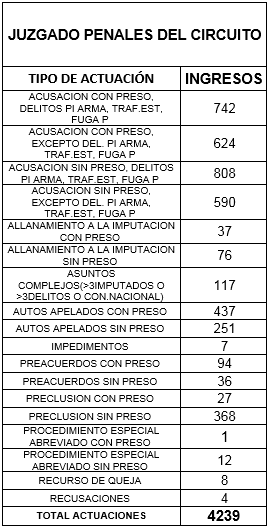 JUZGADO PENALES DEL CIRCUITO
TIPO DE ACTUACIÓN INGRESOS
ACUSACION CON PRESO,
DELITOS PI ARMA, TRAF.EST,
FUGA P
742
ACUSACION CON PRESO,
EXCEPTO DEL. PI ARMA,
TRAF.EST, FUGA P
624
ACUSACION SIN PRESO, DELITOS
PI ARMA, TRAF.EST, FUGA P
808
ACUSACION SIN PRESO,
EXCEPTO DEL. PI ARMA,
TRAF.EST, FUGA P
590
ALLANAMIENTO A LA IMPUTACION
CON PRESO
37
ALLANAMIENTO A LA IMPUTACION
SIN PRESO
76
ASUNTOS
COMPLEJOS(>3IMPUTADOS O
>3DELITOS O CON.NACIONAL)
117
AUTOS APELADOS CON PRESO 437
AUTOS APELADOS SIN PRESO 251
IMPEDIMENTOS 7
PREACUERDOS CON PRESO 94
PREACUERDOS SIN PRESO 36
PRECLUSION CON PRESO 27
PRECLUSION SIN PRESO 368
PROCEDIMIENTO ESPECIAL
ABREVIADO CON PRESO
1
PROCEDIMIENTO ESPECIAL
ABREVIADO SIN PRESO
12
RECURSO DE QUEJA 8
RECUSACIONES 4
TOTAL ACTUACIONES 4239